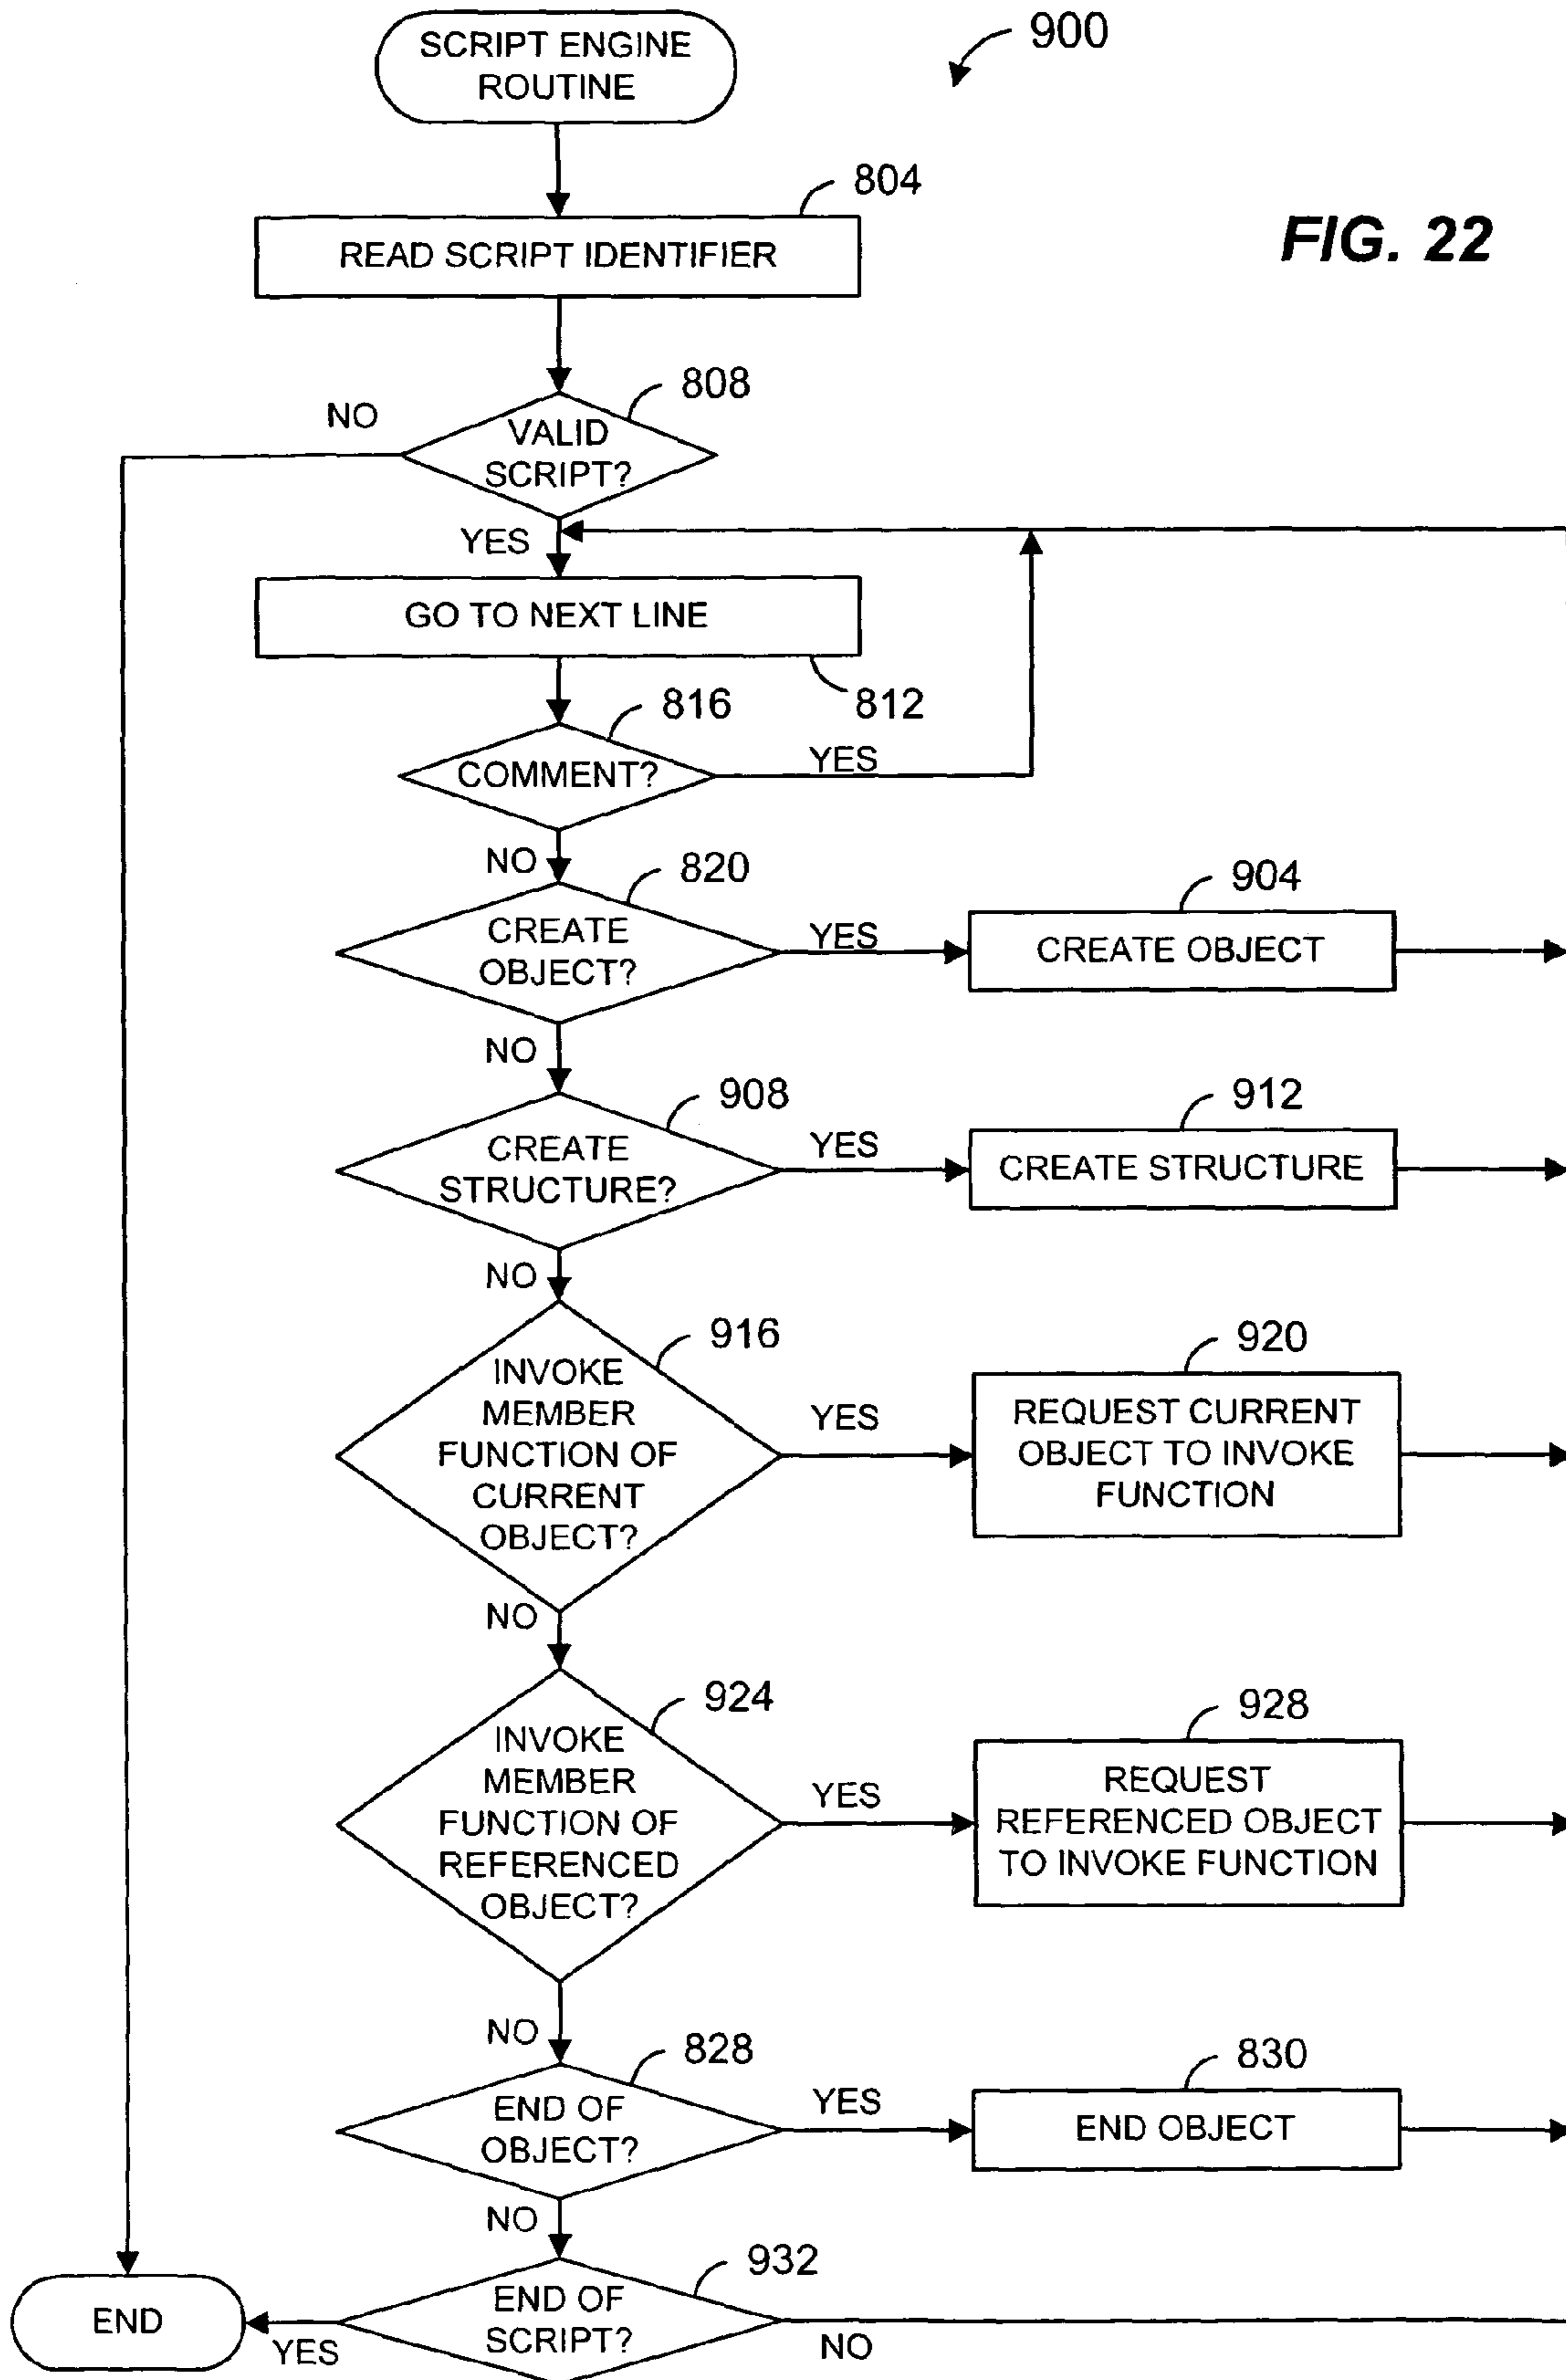 SCRIPT ENGINE
ROUTINE
900
804
READ SCRIPT IDENTIFIER
FIG. 22
808
NO
VALID
SCRIPT?
YES
GO TO NEXT LINE
812
816
COMMENT?
YES
NO
820
CREATE
OBJECT?
YES
904
CREATE OBJECT
NO
908
CREATE
STRUCTURE?
YES
912
CREATE STRUCTURE
NO
916
INVOKE
MEMBER
FUNCTION OF
CURRENT
OBJECT?
YES
920
REQUEST CURRENT
OBJECT TO INVOKE
FUNCTION
NO
924
INVOKE
MEMBER
FUNCTION OF
REFERENCED
OBJECT?
YES
928
REQUEST
REFERENCED OBJECT
TO INVOKE FUNCTION
NO
828
END OF
OBJECT?
YES
830
END OBJECT
NO
932
END OF
SCRIPT?
YES
END
NO